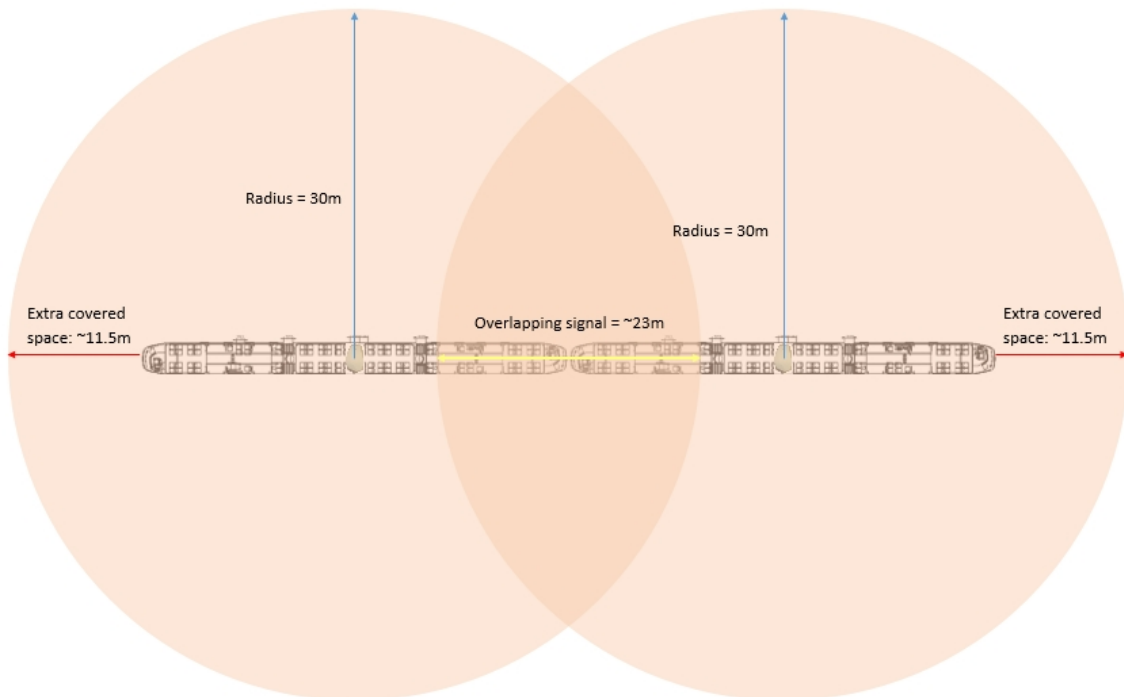 Radius = 30m
Radius = 30m
Extra covered
space: ~11.5m
Overlapping signal = ~23m
Extra covered
space: ~11.5m